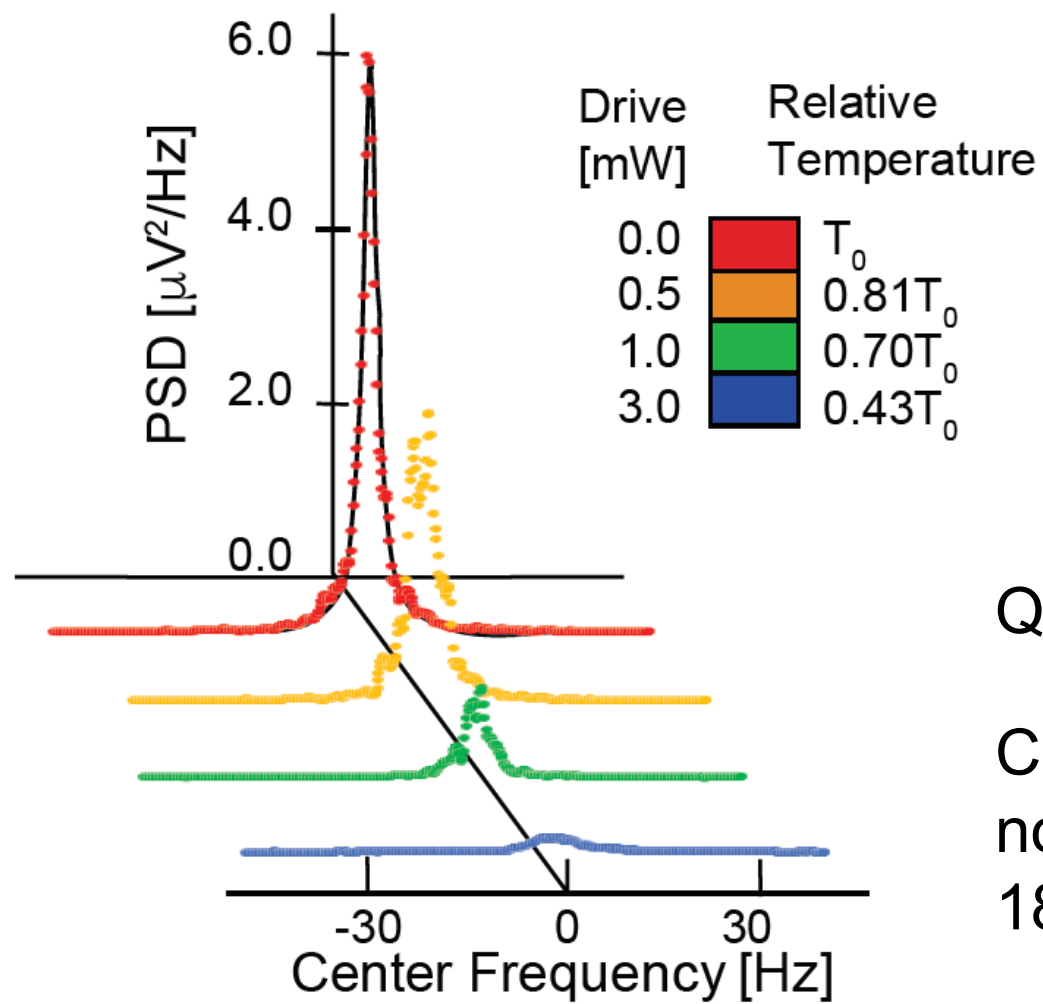 6.0
4.0
2.0
0.0
PSD [μV²/Hz]
Drive [mW]
Relative Temperature
0.0 T₀
0.5 0.81T₀
1.0 0.70T₀
3.0 0.43T₀
Q
C
18
-30 0 30
Center Frequency [Hz]